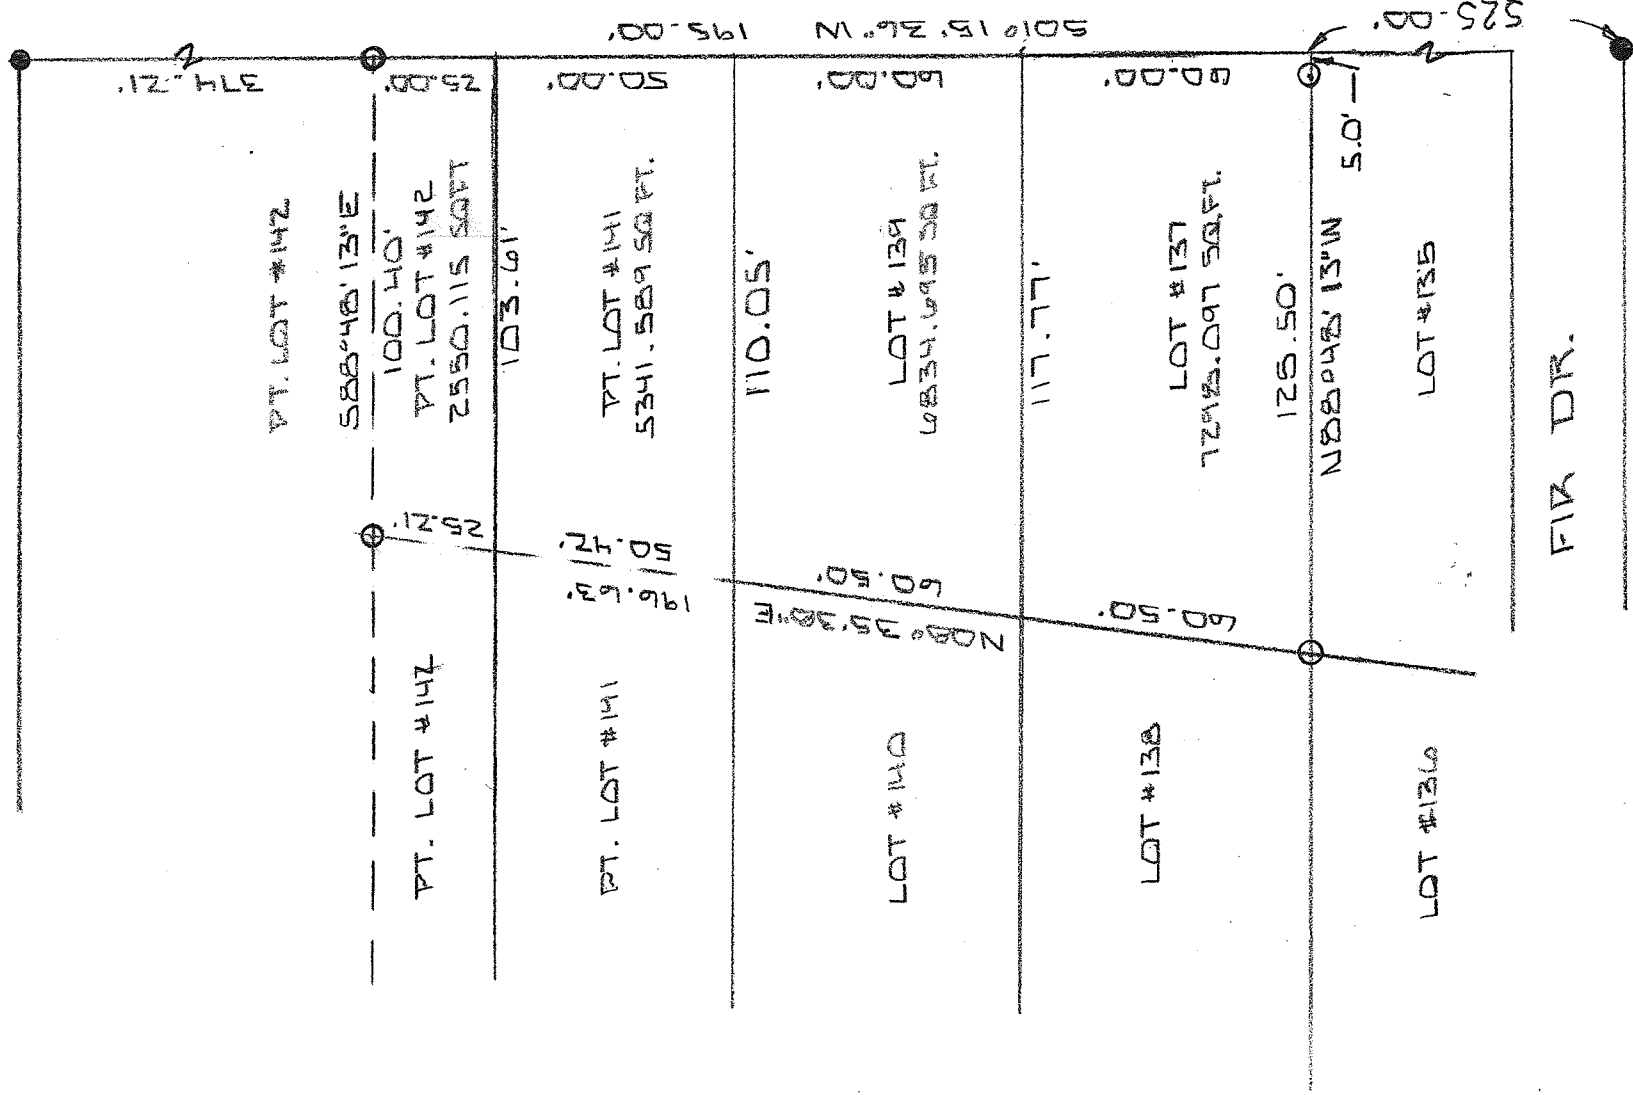 525.00'
S01° 15' 36" W 195.00'
374.21'
25.00'
50.00'
60.00'
60.00'
5.0'
PT. LOT #142
S88°48'13"E
100.40'
PT. LOT #142
2550.115 SQ FT
103.61'
PT. LOT #141
5341.589 SQ FT.
110.05'
LOT #139
6834.695 SQ FT.
117.77'
LOT #137
7298.097 SQ.FT.
125.50'
N88°48'13"W
LOT #135
FIR DR.
25.21'
50.42'
196.63'
60.50'
N08° 35' 38" E
60.50'
PT. LOT #142
PT. LOT #141
LOT #140
LOT #138
LOT #136